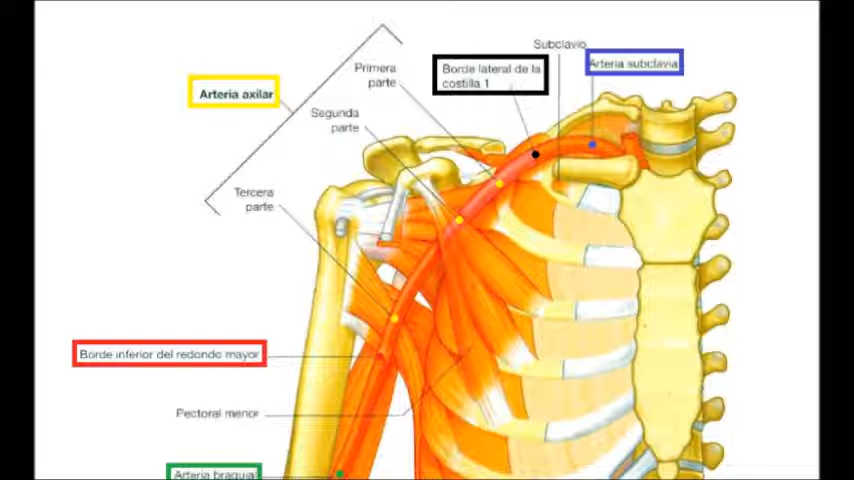 Subclavio
Arteria subclavia
Borde lateral de la
costilla 1
Primera
parte
Arteria axilar
Segunda
parte
Tercera
parte
Borde inferior del redondo mayor
Pectoral menor
Arteria braquial